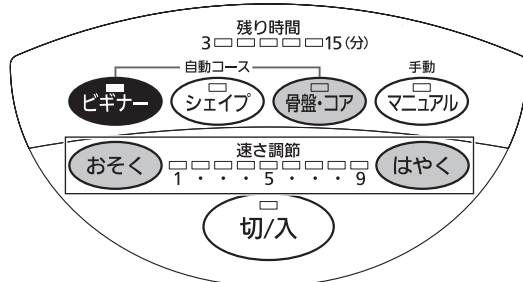 残り時間
3 15(分)
自動コース 手動
ビギナー シェイプ 骨盤・コア マニュアル
速さ調節
おそく はやく
1 ・ ・ ・ 5 ・ ・ ・ 9
切/入